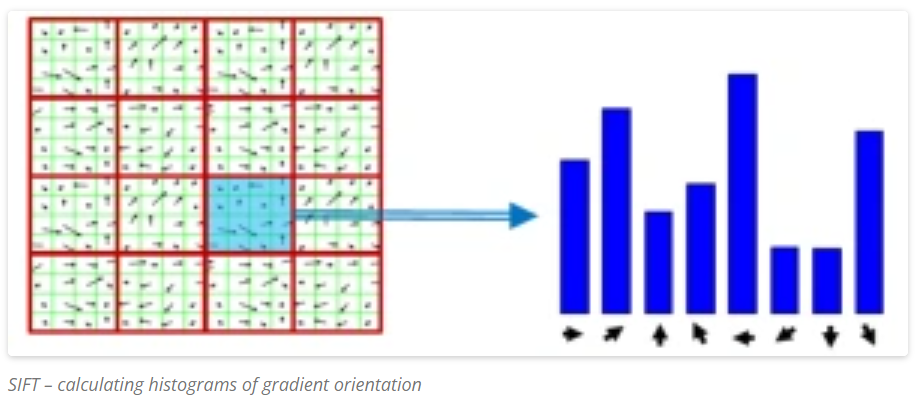 SIFT – calculating histograms of gradient orientation